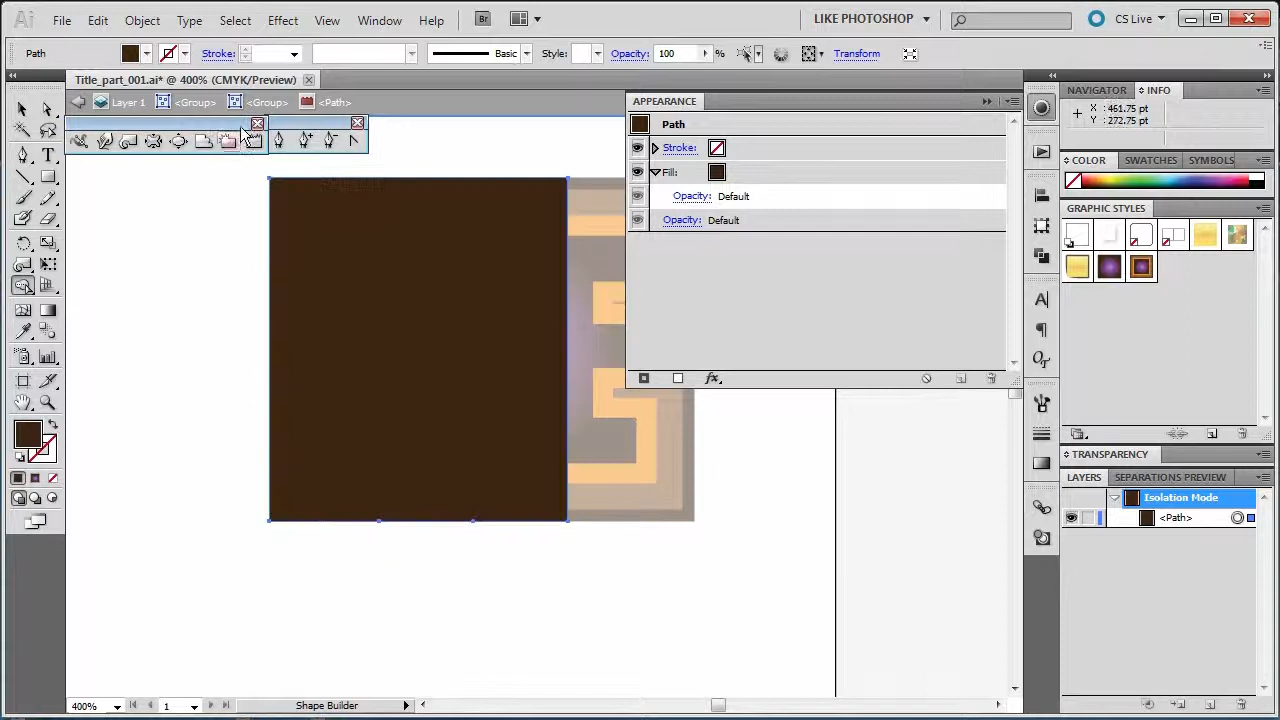 Ai File Edit Object Type Select Effect View Window Help Br LIKE PHOTOSHOP CS Live
Path Stroke: Basic Style: Opacity: 100 % Transform
Title_part_001.ai* @ 400% (CMYK/Preview)
Layer 1 <Group> <Group> <Path>
APPEARANCE
Path
Stroke:
Fill:
Opacity: Default
Opacity: Default
fx
NAVIGATOR INFO
X : 461.75 pt
Y : 272.75 pt
COLOR SWATCHES SYMBOLS
GRAPHIC STYLES
TRANSPARENCY
LAYERS SEPARATIONS PREVIEW
Isolation Mode
<Path>
400% 1 Shape Builder